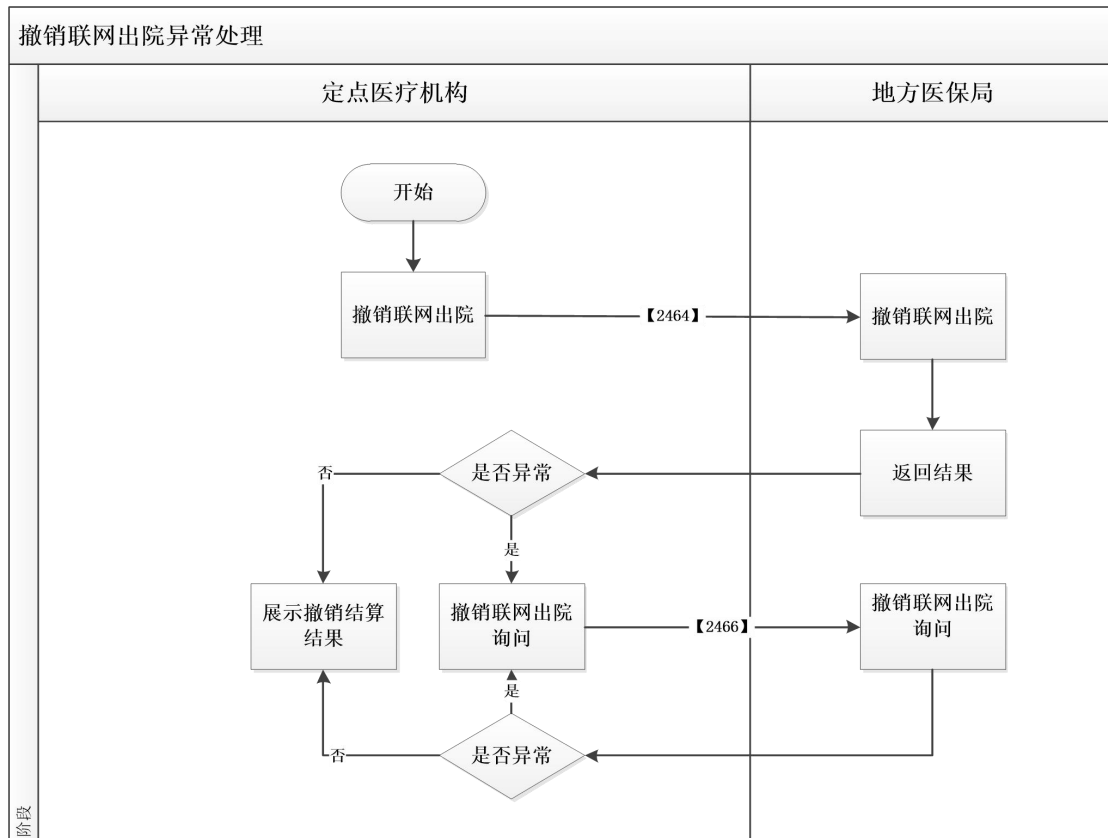 撤销联网出院异常处理
定点医疗机构
地方医保局
开始
撤销联网出院
【2464】
撤销联网出院
返回结果
是否异常
否
是
展示撤销结算
结果
撤销联网出院
询问
【2466】
撤销联网出院
询问
是
是否异常
否
阶段